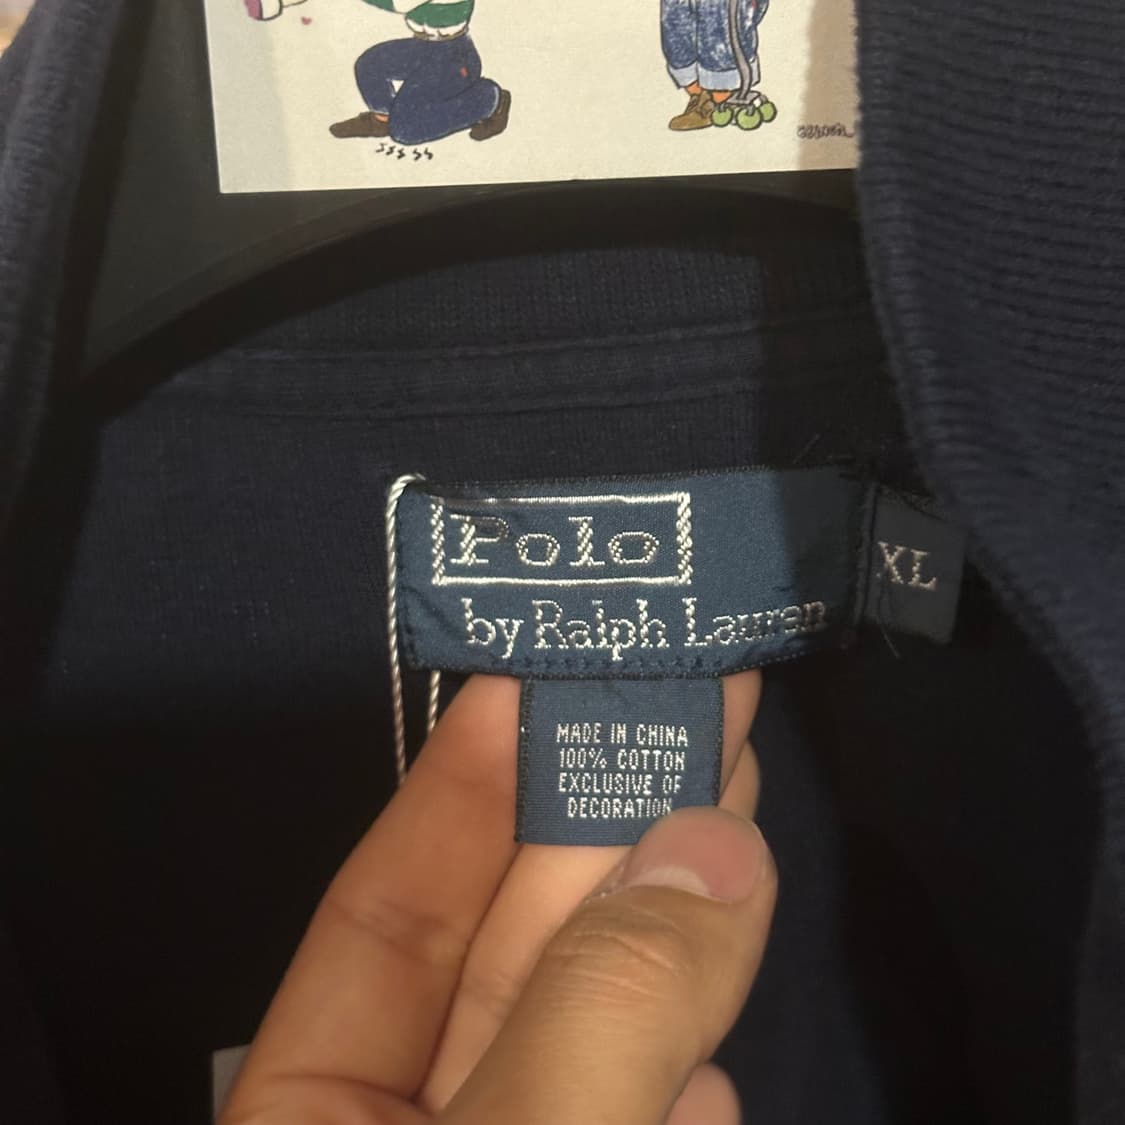 Polo
by Ralph Lauren
XL
MADE IN CHINA
100% COTTON
EXCLUSIVE OF
DECORATION